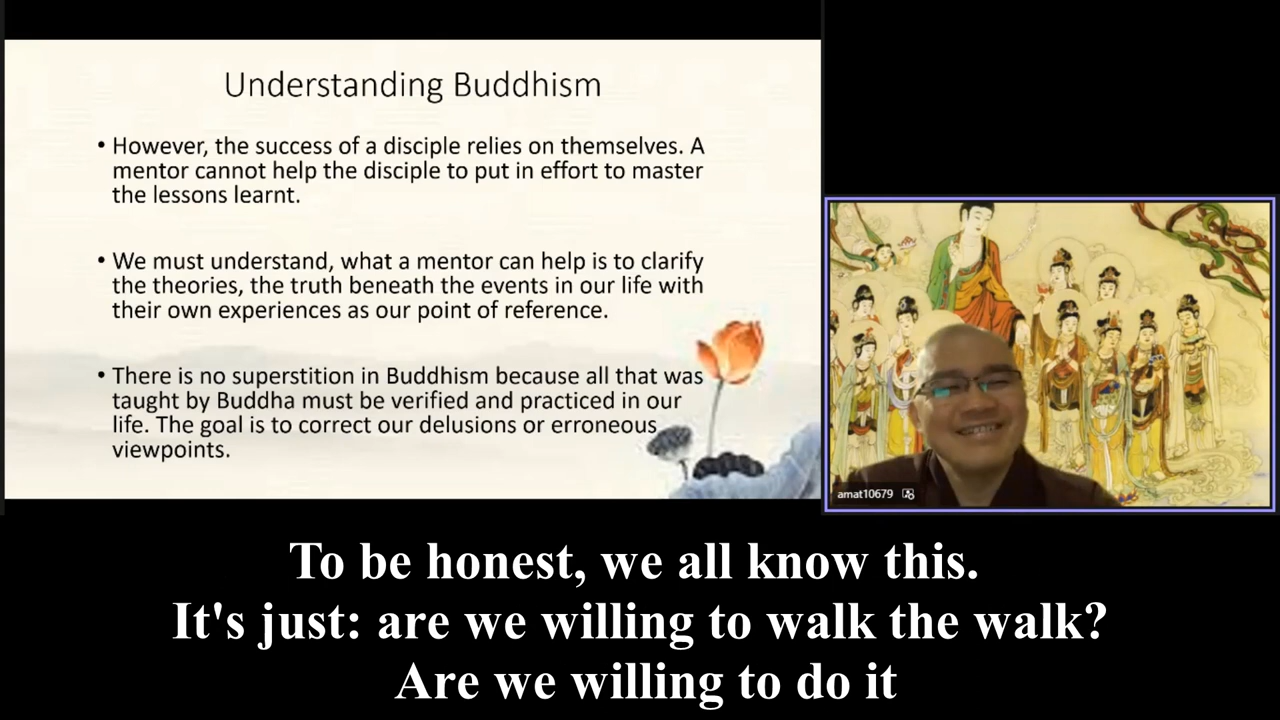 Understanding Buddhism
• However, the success of a disciple relies on themselves. A
mentor cannot help the disciple to put in effort to master
the lessons learnt.
• We must understand, what a mentor can help is to clarify
the theories, the truth beneath the events in our life with
their own experiences as our point of reference.
• There is no superstition in Buddhism because all that was
taught by Buddha must be verified and practiced in our
life. The goal is to correct our delusions or erroneous
viewpoints.
amat10679
To be honest, we all know this.
It's just: are we willing to walk the walk?
Are we willing to do it